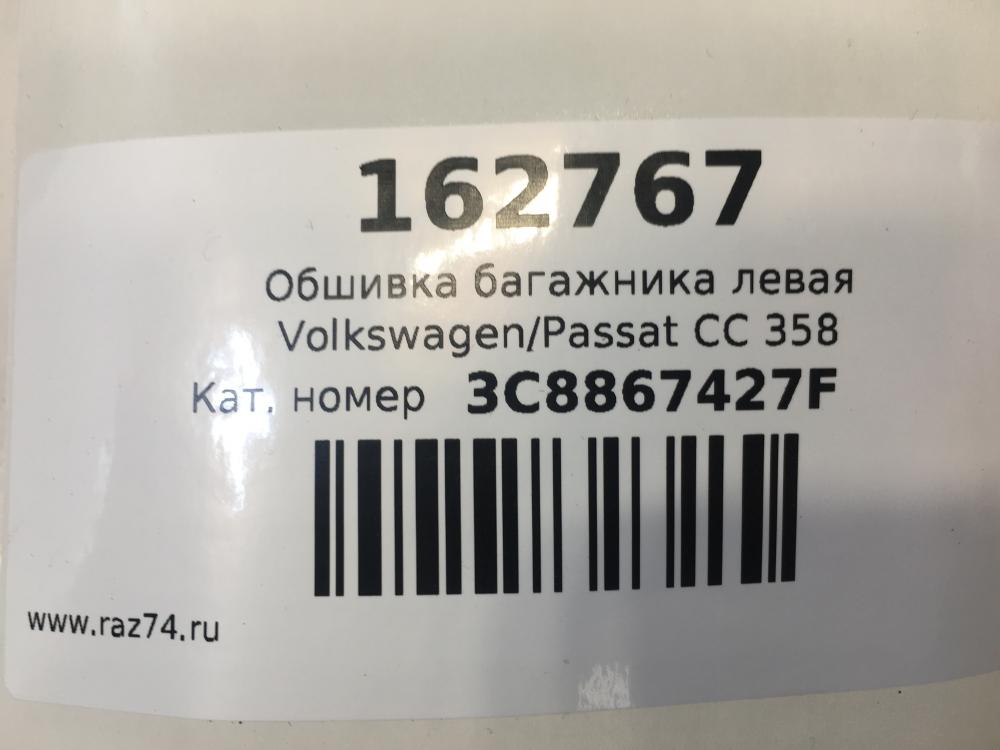 162767
Обшивка багажника левая
Volkswagen/Passat CC 358
Кат. номер 3C8867427F
www.raz74.ru